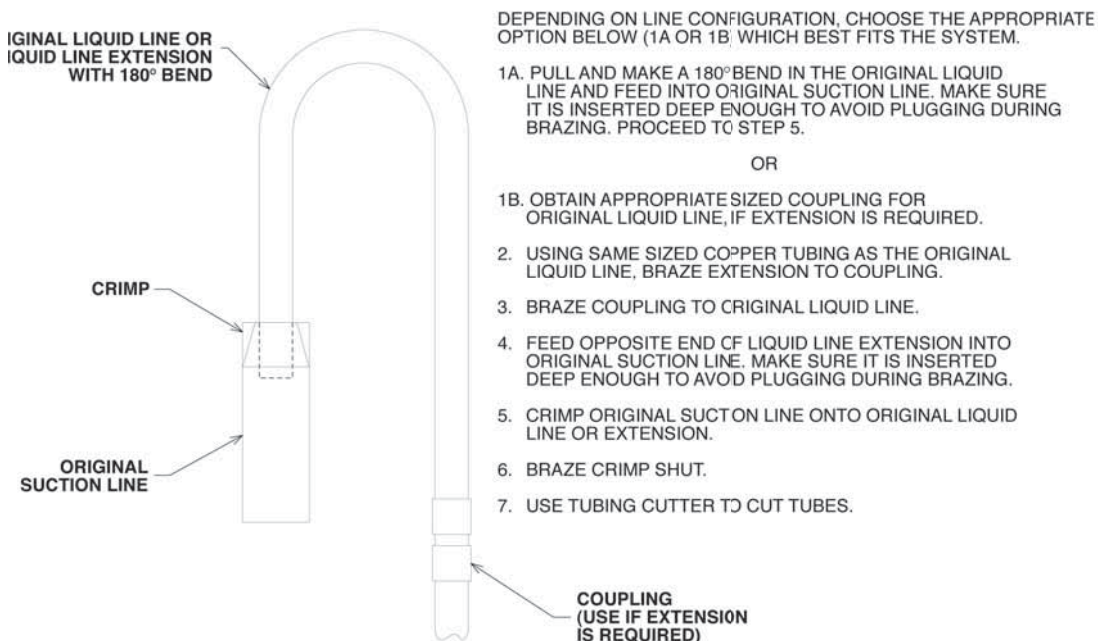 IGINAL LIQUID LINE OR
IQUID LINE EXTENSION
WITH 180° BEND
CRIMP
ORIGINAL
SUCTION LINE
COUPLING
(USE IF EXTENSION
IS REQUIRED)
DEPENDING ON LINE CONFIGURATION, CHOOSE THE APPROPRIATE
OPTION BELOW (1A OR 1B) WHICH BEST FITS THE SYSTEM.
1A. PULL AND MAKE A 180° BEND IN THE ORIGINAL LIQUID
LINE AND FEED INTO ORIGINAL SUCTION LINE. MAKE SURE
IT IS INSERTED DEEP ENOUGH TO AVOID PLUGGING DURING
BRAZING. PROCEED TO STEP 5.
OR
1B. OBTAIN APPROPRIATE SIZED COUPLING FOR
ORIGINAL LIQUID LINE, IF EXTENSION IS REQUIRED.
2. USING SAME SIZED COPPER TUBING AS THE ORIGINAL
LIQUID LINE, BRAZE EXTENSION TO COUPLING.
3. BRAZE COUPLING TO ORIGINAL LIQUID LINE.
4. FEED OPPOSITE END OF LIQUID LINE EXTENSION INTO
ORIGINAL SUCTION LINE. MAKE SURE IT IS INSERTED
DEEP ENOUGH TO AVOD PLUGGING DURING BRAZING.
5. CRIMP ORIGINAL SUCTON LINE ONTO ORIGINAL LIQUID
LINE OR EXTENSION.
6. BRAZE CRIMP SHUT.
7. USE TUBING CUTTER TO CUT TUBES.